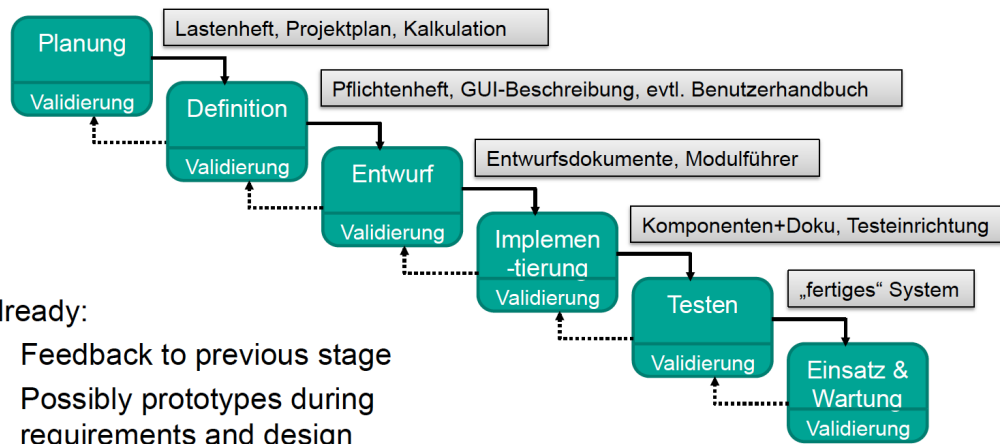 Planung
Validierung
Lastenheft, Projektplan, Kalkulation
Definition
Validierung
Pflichtenheft, GUI-Beschreibung, evtl. Benutzerhandbuch
Entwurf
Validierung
Entwurfsdokumente, Modulführer
Implemen
-tierung
Validierung
Komponenten+Doku, Testeinrichtung
Testen
Validierung
„fertiges“ System
Einsatz &
Wartung
Validierung
lready:
Feedback to previous stage
Possibly prototypes during
requirements and design